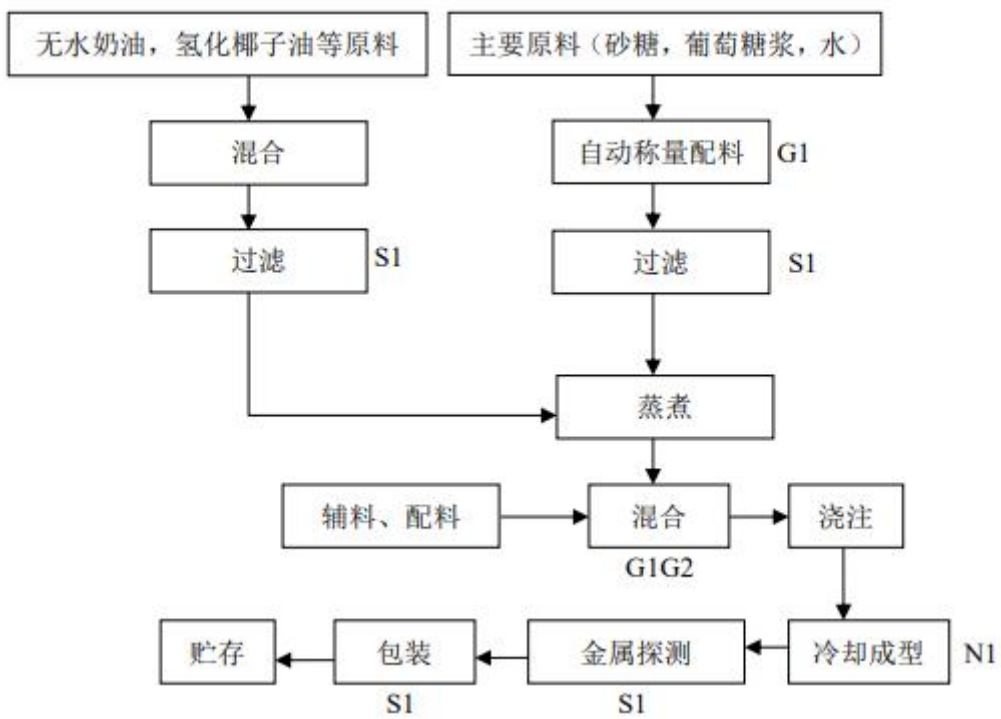 无水奶油，氢化椰子油等原料
主要原料（砂糖，葡萄糖浆，水）
混合
自动称量配料
G1
过滤
S1
过滤
S1
蒸煮
辅料、配料
混合
浇注
G1G2
贮存
包装
金属探测
冷却成型
N1
S1
S1